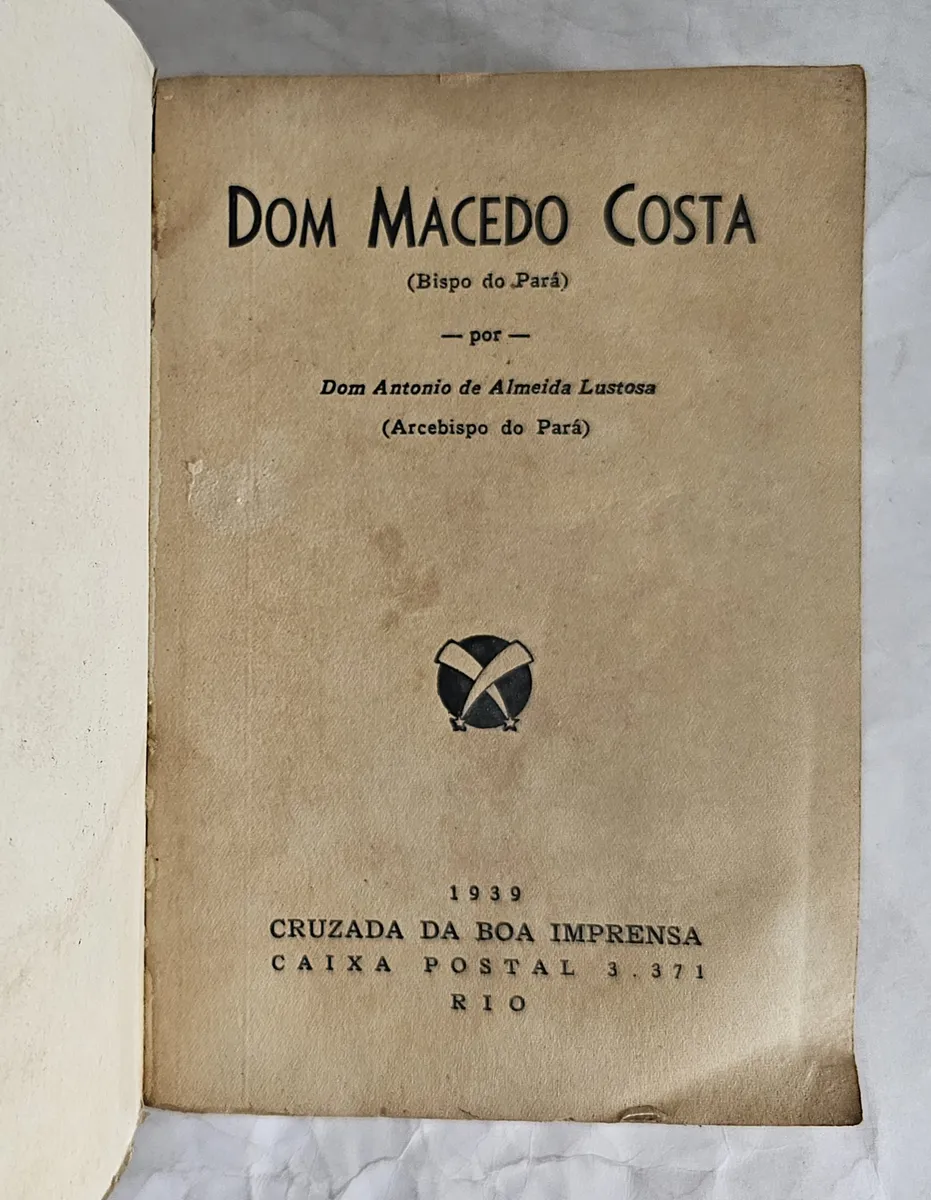 DOM MACEDO COSTA
(Bispo do Pará)
— por —
Dom Antonio de Almeida Lustosa
(Arcebispo do Pará)
1939
CRUZADA DA BOA IMPRENSA
CAIXA POSTAL 3.371
RIO